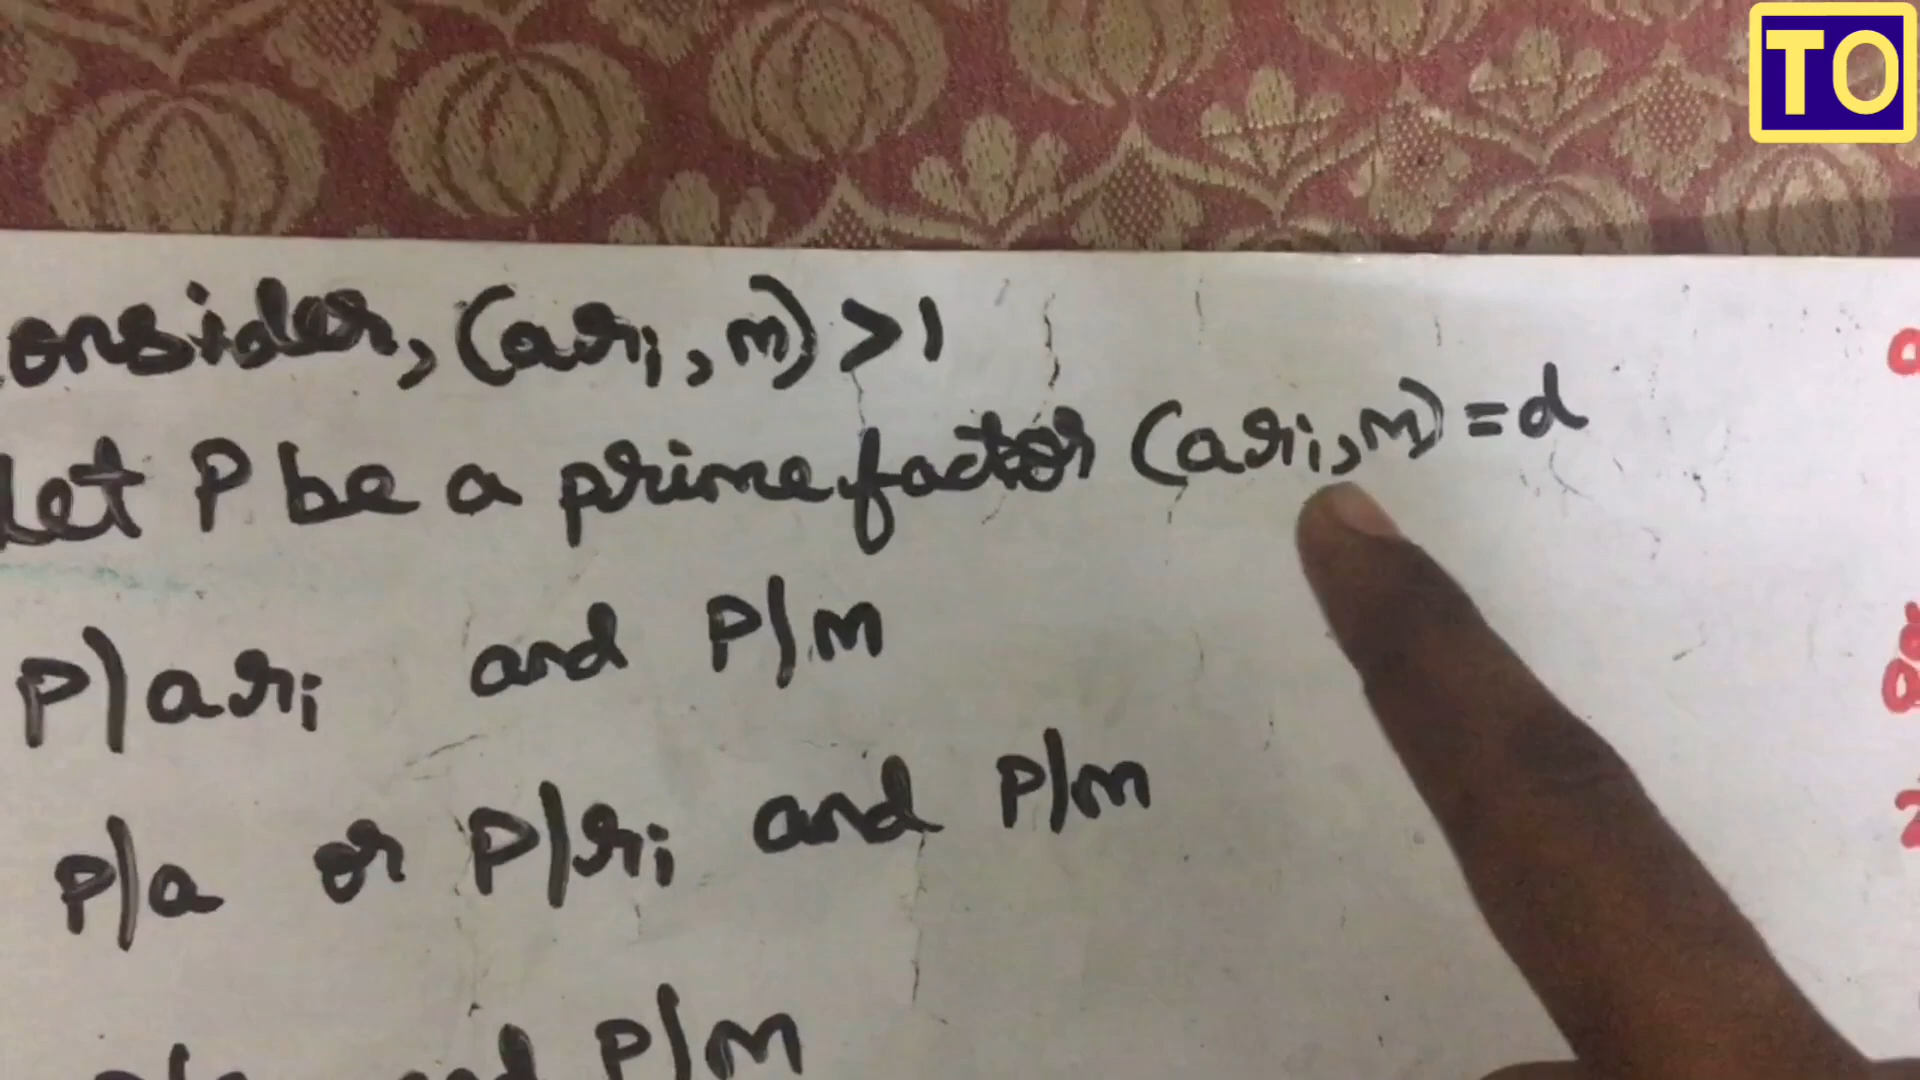 TO
onsider, (ari, m) > 1
Let P be a prime factor (ari, m) = d
P|ari and P|m
P|a or P|ri and P|m
P|m